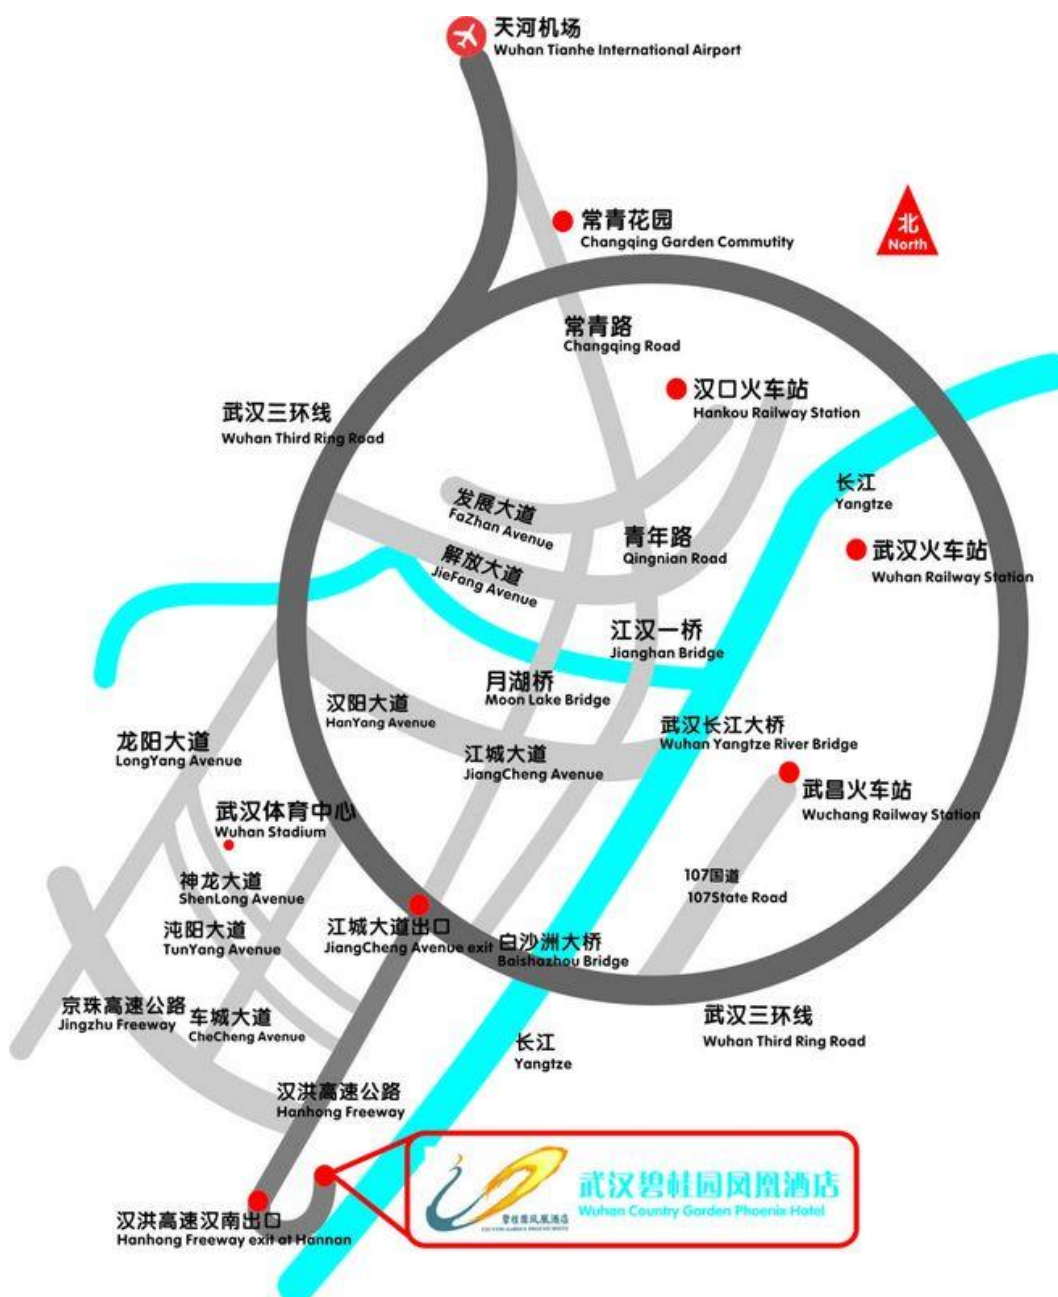 天河机场
Wuhan Tianhe International Airport
常青花园
Changqing Garden Commutity
北
North
常青路
Changqing Road
汉口火车站
Hankou Railway Station
武汉三环线
Wuhan Third Ring Road
长江
Yangtze
发展大道
FaZhan Avenue
青年路
Qingnian Road
武汉火车站
Wuhan Railway Station
解放大道
JieFang Avenue
江汉一桥
Jianghan Bridge
月湖桥
Moon Lake Bridge
汉阳大道
HanYang Avenue
武汉长江大桥
Wuhan Yangtze River Bridge
龙阳大道
LongYang Avenue
江城大道
JiangCheng Avenue
武昌火车站
Wuchang Railway Station
武汉体育中心
Wuhan Stadium
107国道
107State Road
神龙大道
ShenLong Avenue
沌阳大道
TunYang Avenue
江城大道出口
JiangCheng Avenue exit
白沙洲大桥
Baishazhou Bridge
京珠高速公路
Jingzhu Freeway
车城大道
CheCheng Avenue
武汉三环线
Wuhan Third Ring Road
长江
Yangtze
汉洪高速公路
Hanhong Freeway
武汉碧桂园凤凰酒店
Wuhan Country Garden Phoenix Hotel
碧桂园凤凰酒店
COUNTRY GARDEN PHOENIX HOTEL
汉洪高速汉南出口
Hanhong Freeway exit at Hannan